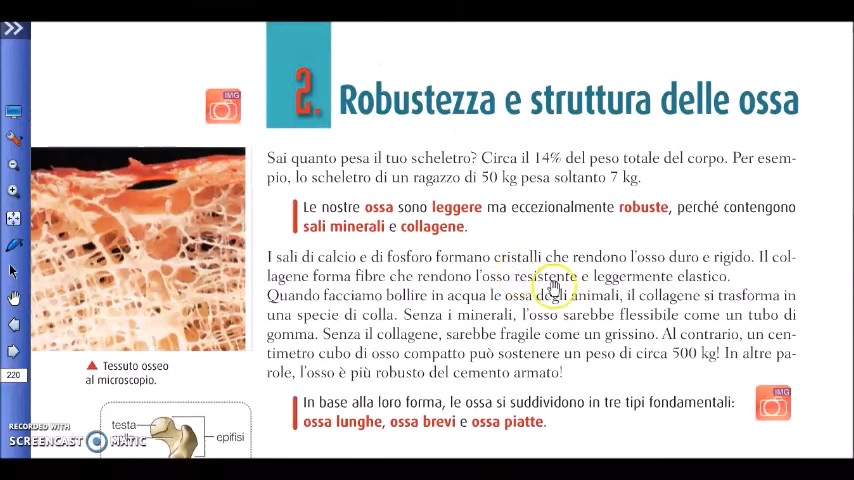 IMG
2. Robustezza e struttura delle ossa
Sai quanto pesa il tuo scheletro? Circa il 14% del peso totale del corpo. Per esem-
pio, lo scheletro di un ragazzo di 50 kg pesa soltanto 7 kg.
Le nostre ossa sono leggere ma eccezionalmente robuste, perché contengono
sali minerali e collagene.
I sali di calcio e di fosforo formano cristalli che rendono l'osso duro e rigido. Il col-
lagene forma fibre che rendono l'osso resistente e leggermente elastico.
Quando facciamo bollire in acqua le ossa degli animali, il collagene si trasforma in
una specie di colla. Senza i minerali, l'osso sarebbe flessibile come un tubo di
gomma. Senza il collagene, sarebbe fragile come un grissino. Al contrario, un cen-
timetro cubo di osso compatto può sostenere un peso di circa 500 kg! In altre pa-
role, l'osso è più robusto del cemento armato!
In base alla loro forma, le ossa si suddividono in tre tipi fondamentali:
ossa lunghe, ossa brevi e ossa piatte.
IMG
▲ Tessuto osseo
al microscopio.
testa
epifisi
220
RECORDED WITH
SCREENCAST MATIC